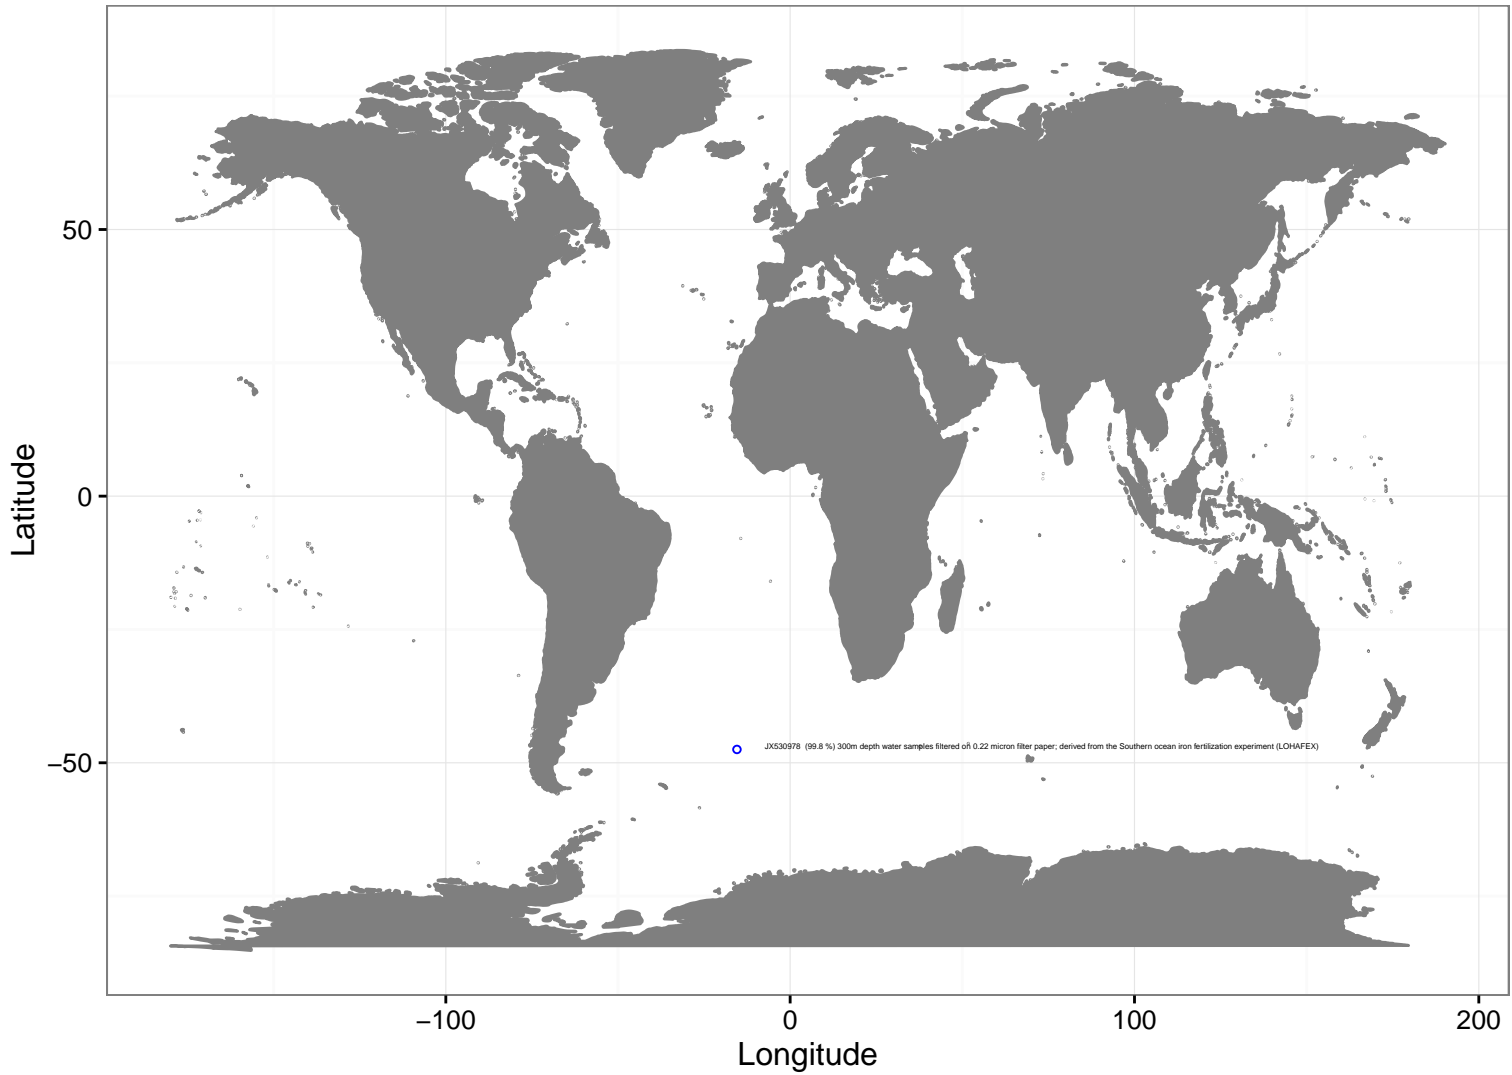 50
0
−50
Latitude
JX530978 (99.8 %) 300m depth water samples filtered on 0.22 micron filter paper; derived from the Southern ocean iron fertilization experiment (LOHAFEX)
−100
0
100
200
Longitude